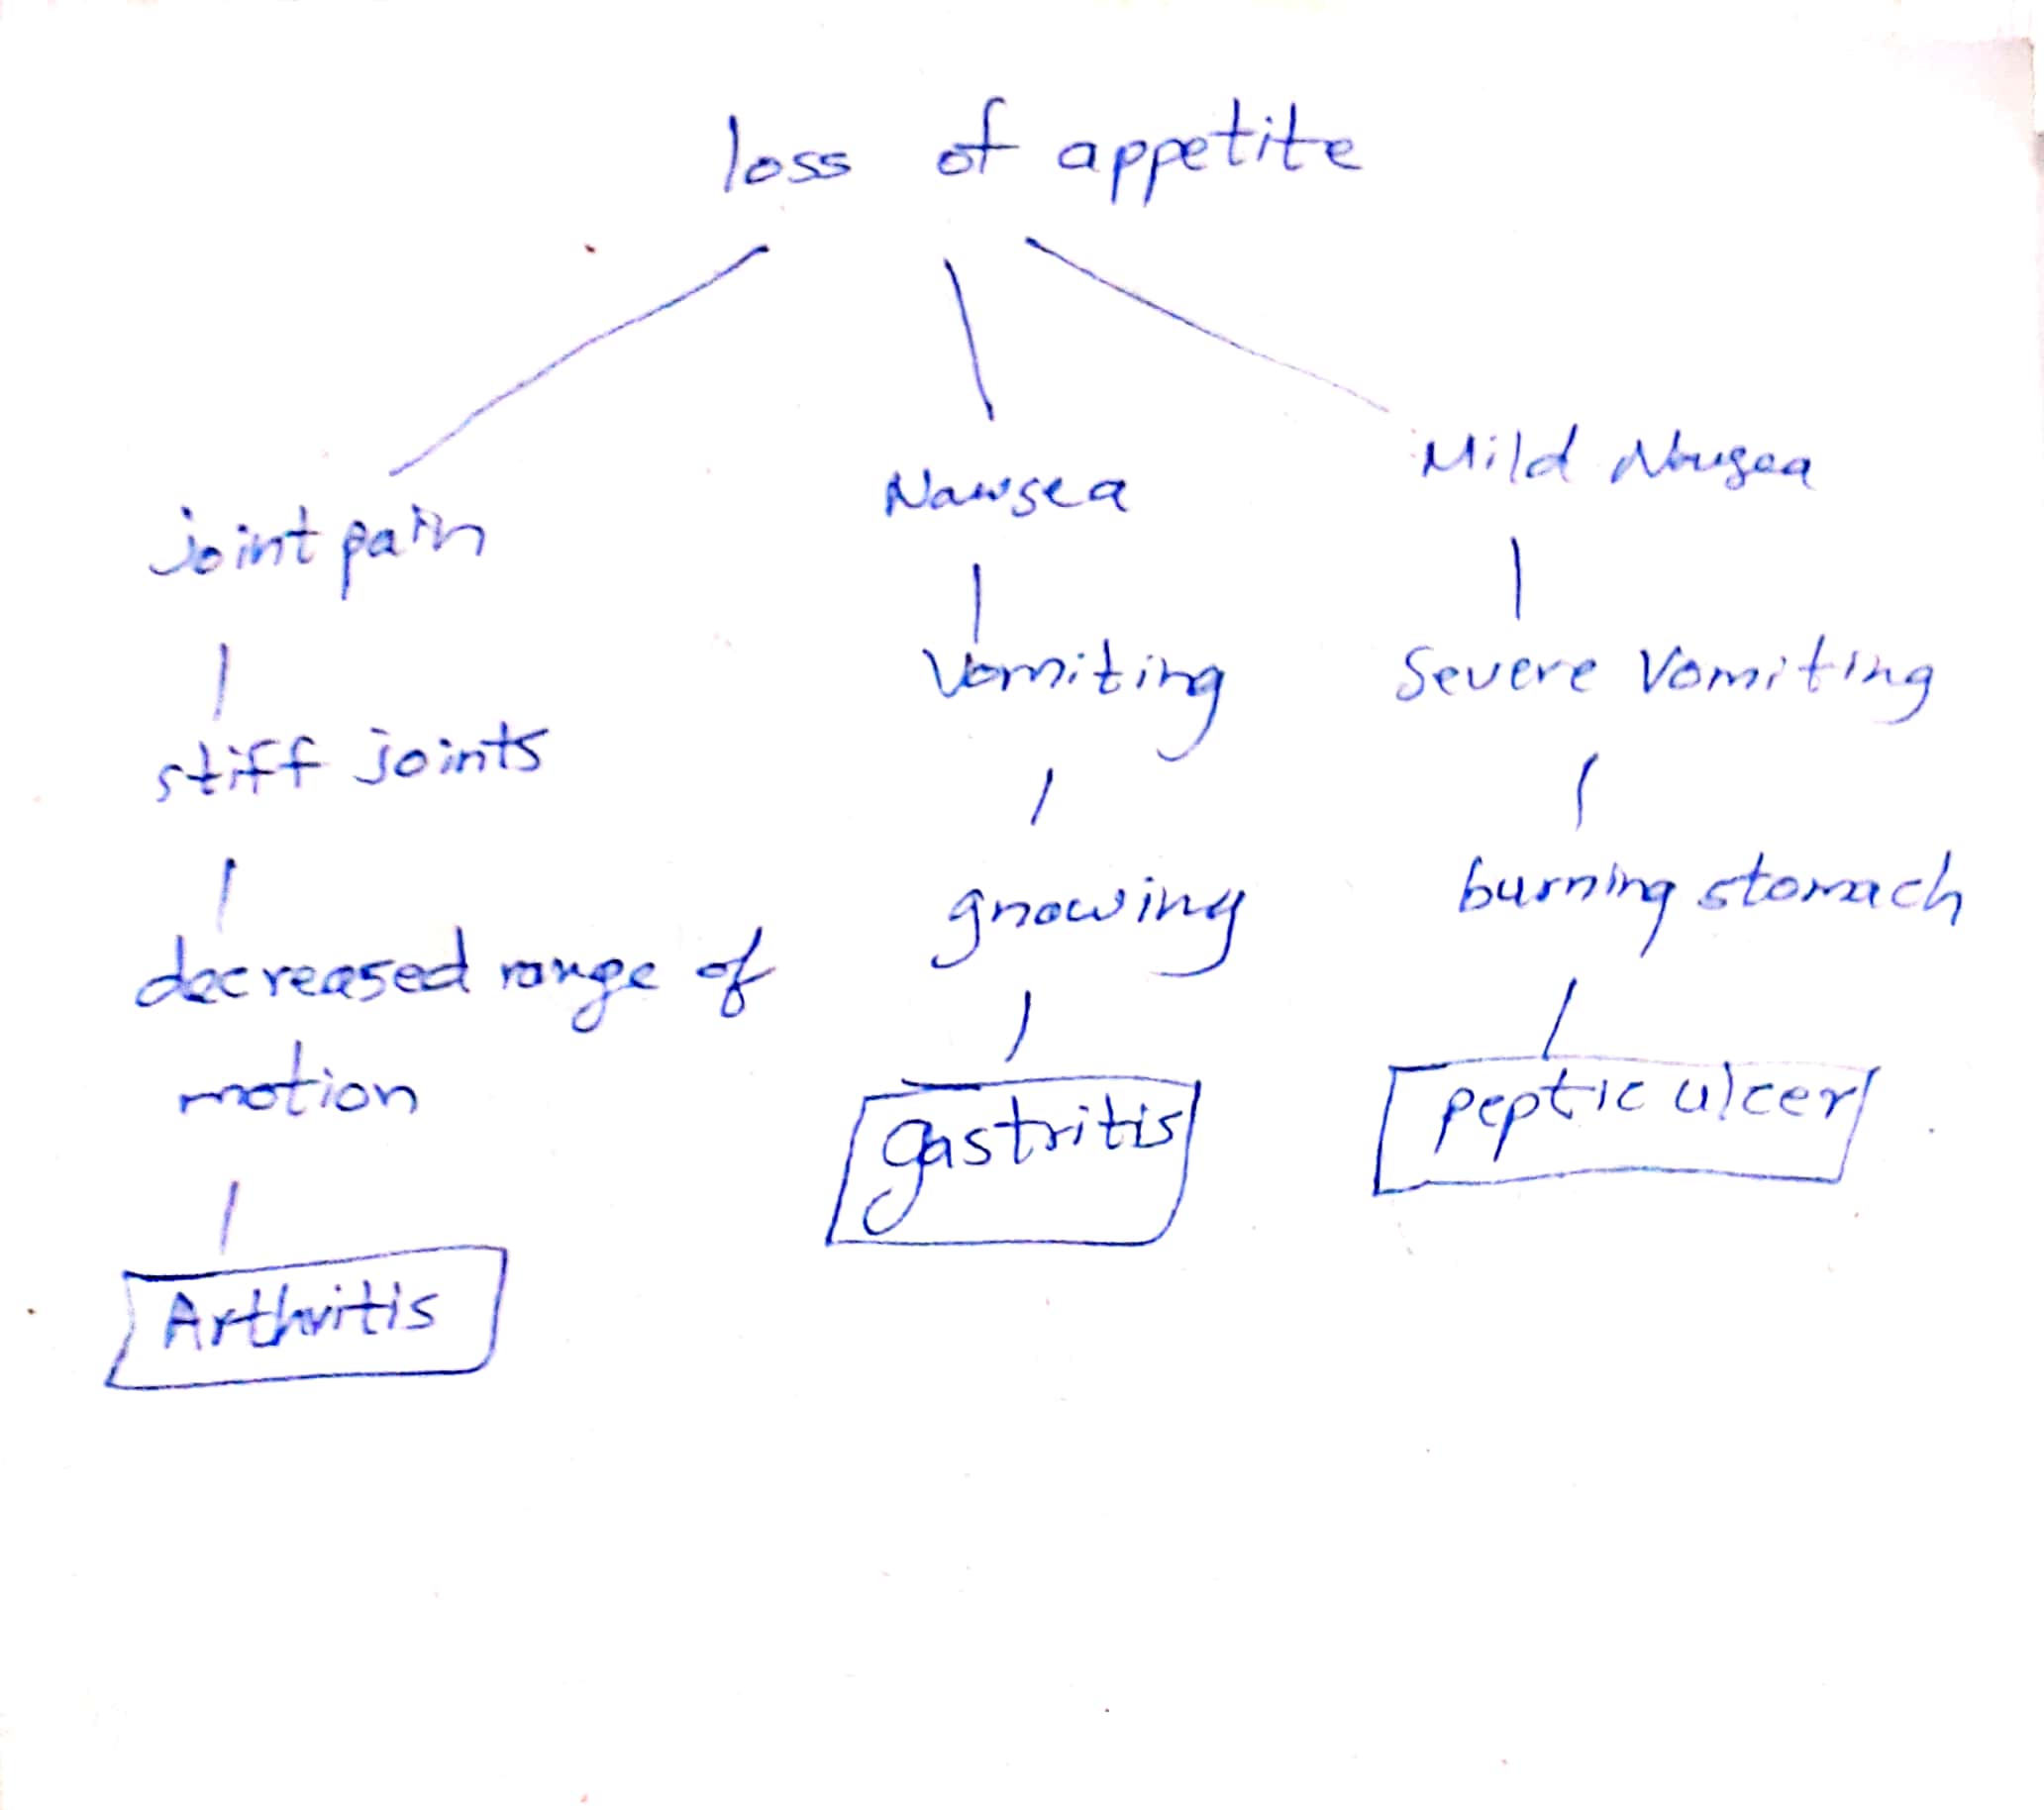 loss of appetite
joint pain
Nausea
Mild Nausea
stiff joints
Vomiting
Severe Vomiting
decreased range of
motion
gnowing
burning stomach
Arthritis
Gastritis
peptic ulcer